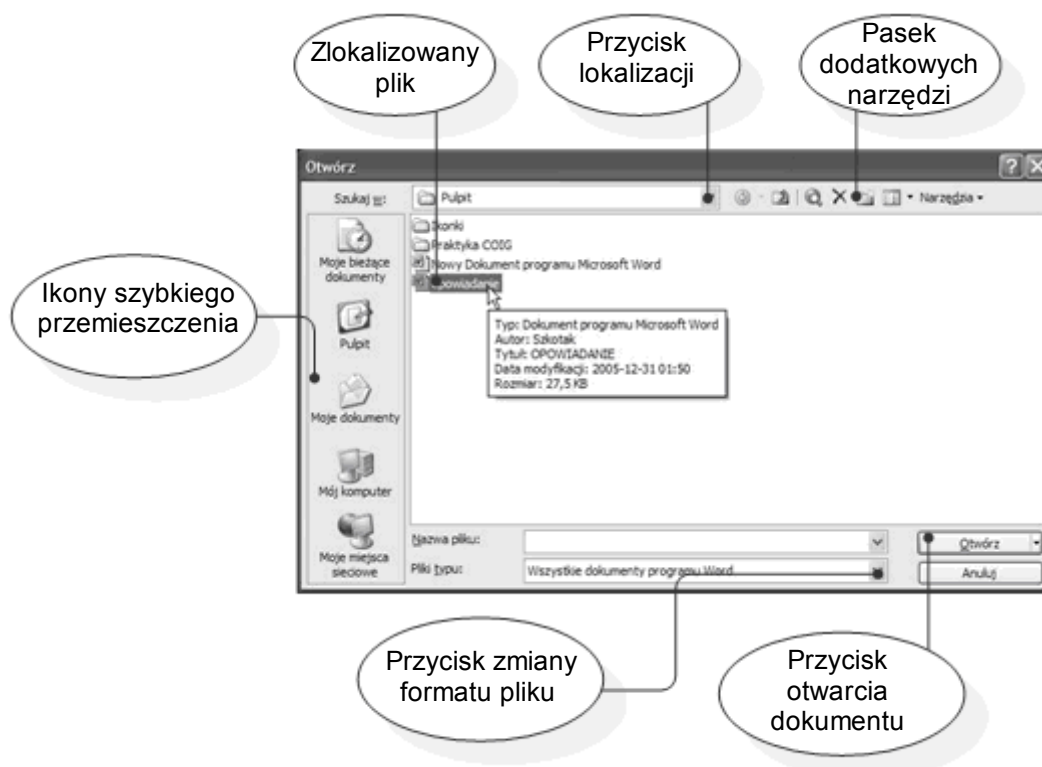 Zlokalizowany
plik
Przycisk
lokalizacji
Pasek
dodatkowych
narzędzi
Otwórz
Szukaj w:
Pulpit
Narzędzia
Ikonki
Praktyka COIG
Nowy Dokument programu Microsoft Word
Opowiadanie
Typ: Dokument programu Microsoft Word
Autor: Szkotak
Tytuł: OPOWIADANIE
Data modyfikacji: 2005-12-31 01:50
Rozmiar: 27,5 KB
Moje bieżące
dokumenty
Pulpit
Moje dokumenty
Mój komputer
Moje miejsca
sieciowe
Ikony szybkiego
przemieszczenia
Nazwa pliku:
Otwórz
Pliki typu:
Wszystkie dokumenty programu Word
Anuluj
Przycisk zmiany
formatu pliku
Przycisk
otwarcia
dokumentu